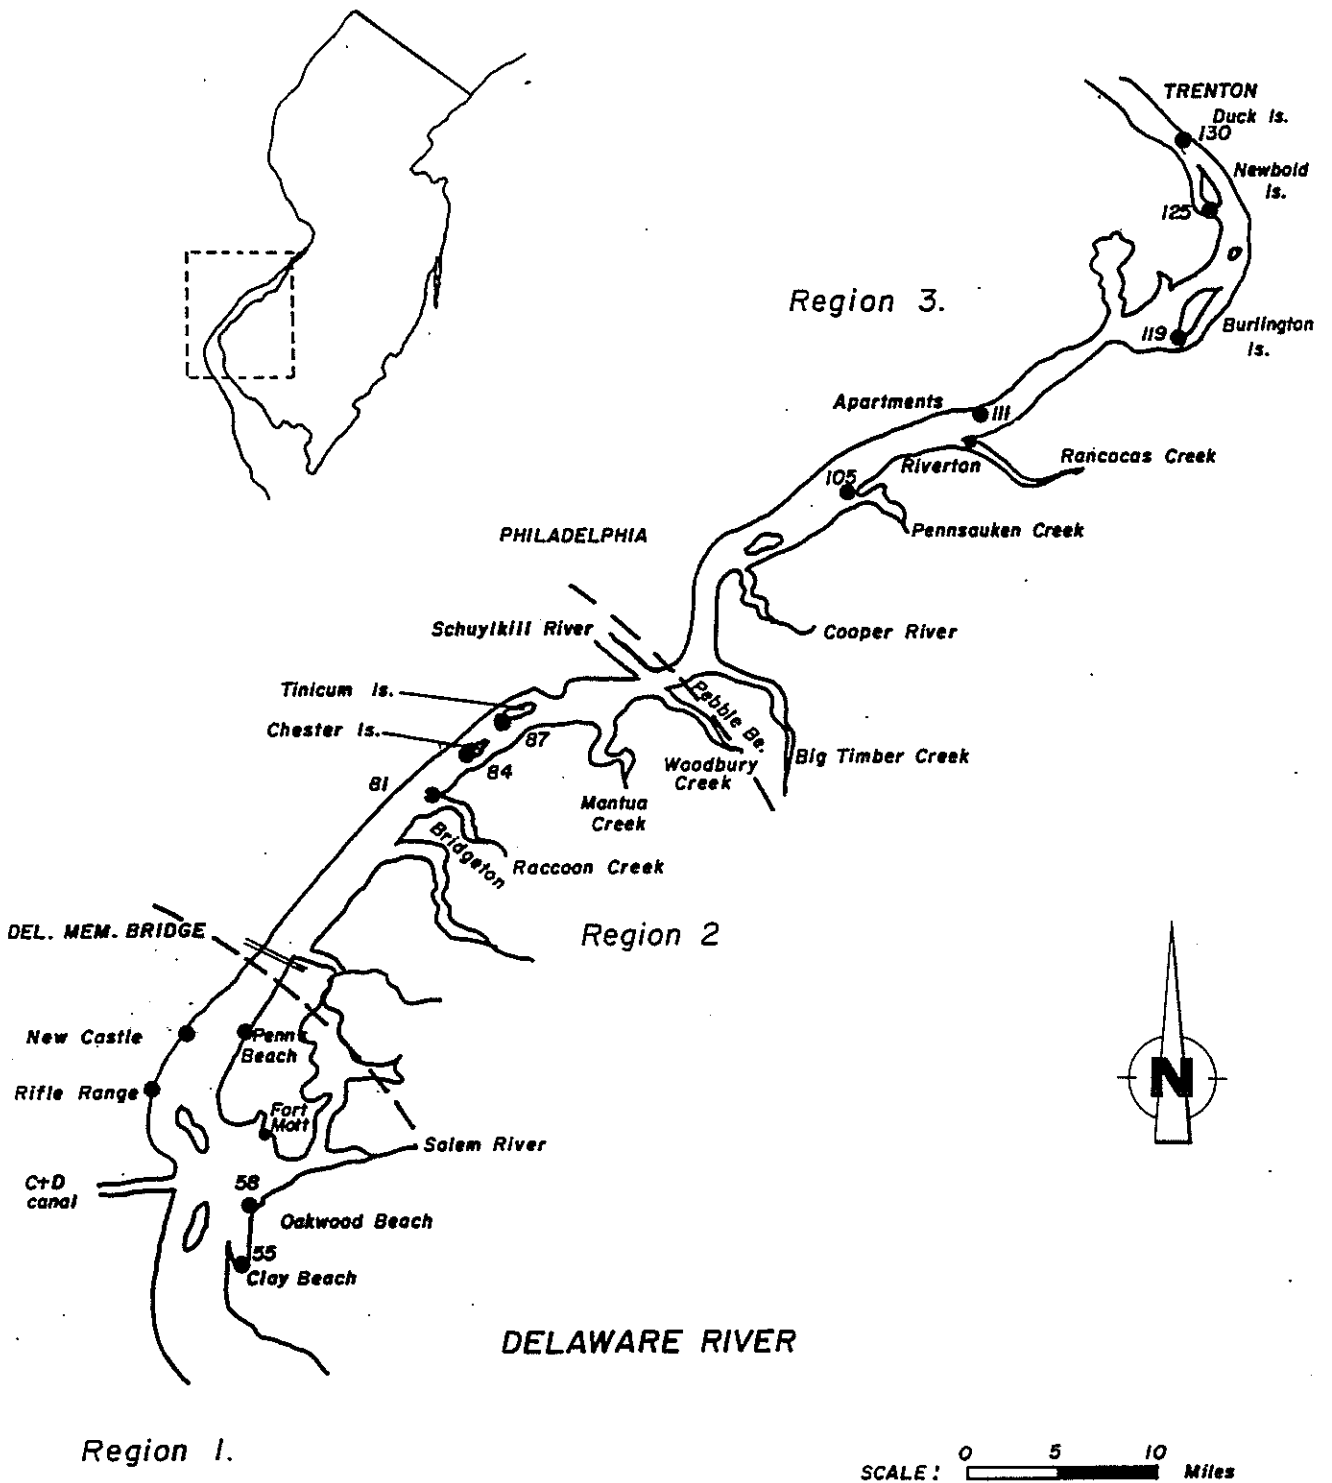 TRENTON
Duck Is.
130
Newbold
Is.
125
Region 3.
119
Burlington
Is.
Apartments
111
Riverton
Rancocas Creek
105
Pennsauken Creek
PHILADELPHIA
Schuylkill River
Cooper River
Tinicum Is.
Pebble Be.
Chester Is.
87
84
Woodbury
Creek
Big Timber Creek
81
Mantua
Creek
Bridgeton
Raccoon Creek
DEL. MEM. BRIDGE
Region 2
New Castle
Penns
Beach
Rifle Range
Fort
Mott
Salem River
N
C+D
canal
58
Oakwood Beach
55
Clay Beach
DELAWARE RIVER
Region 1.
SCALE: 0 5 10 Miles